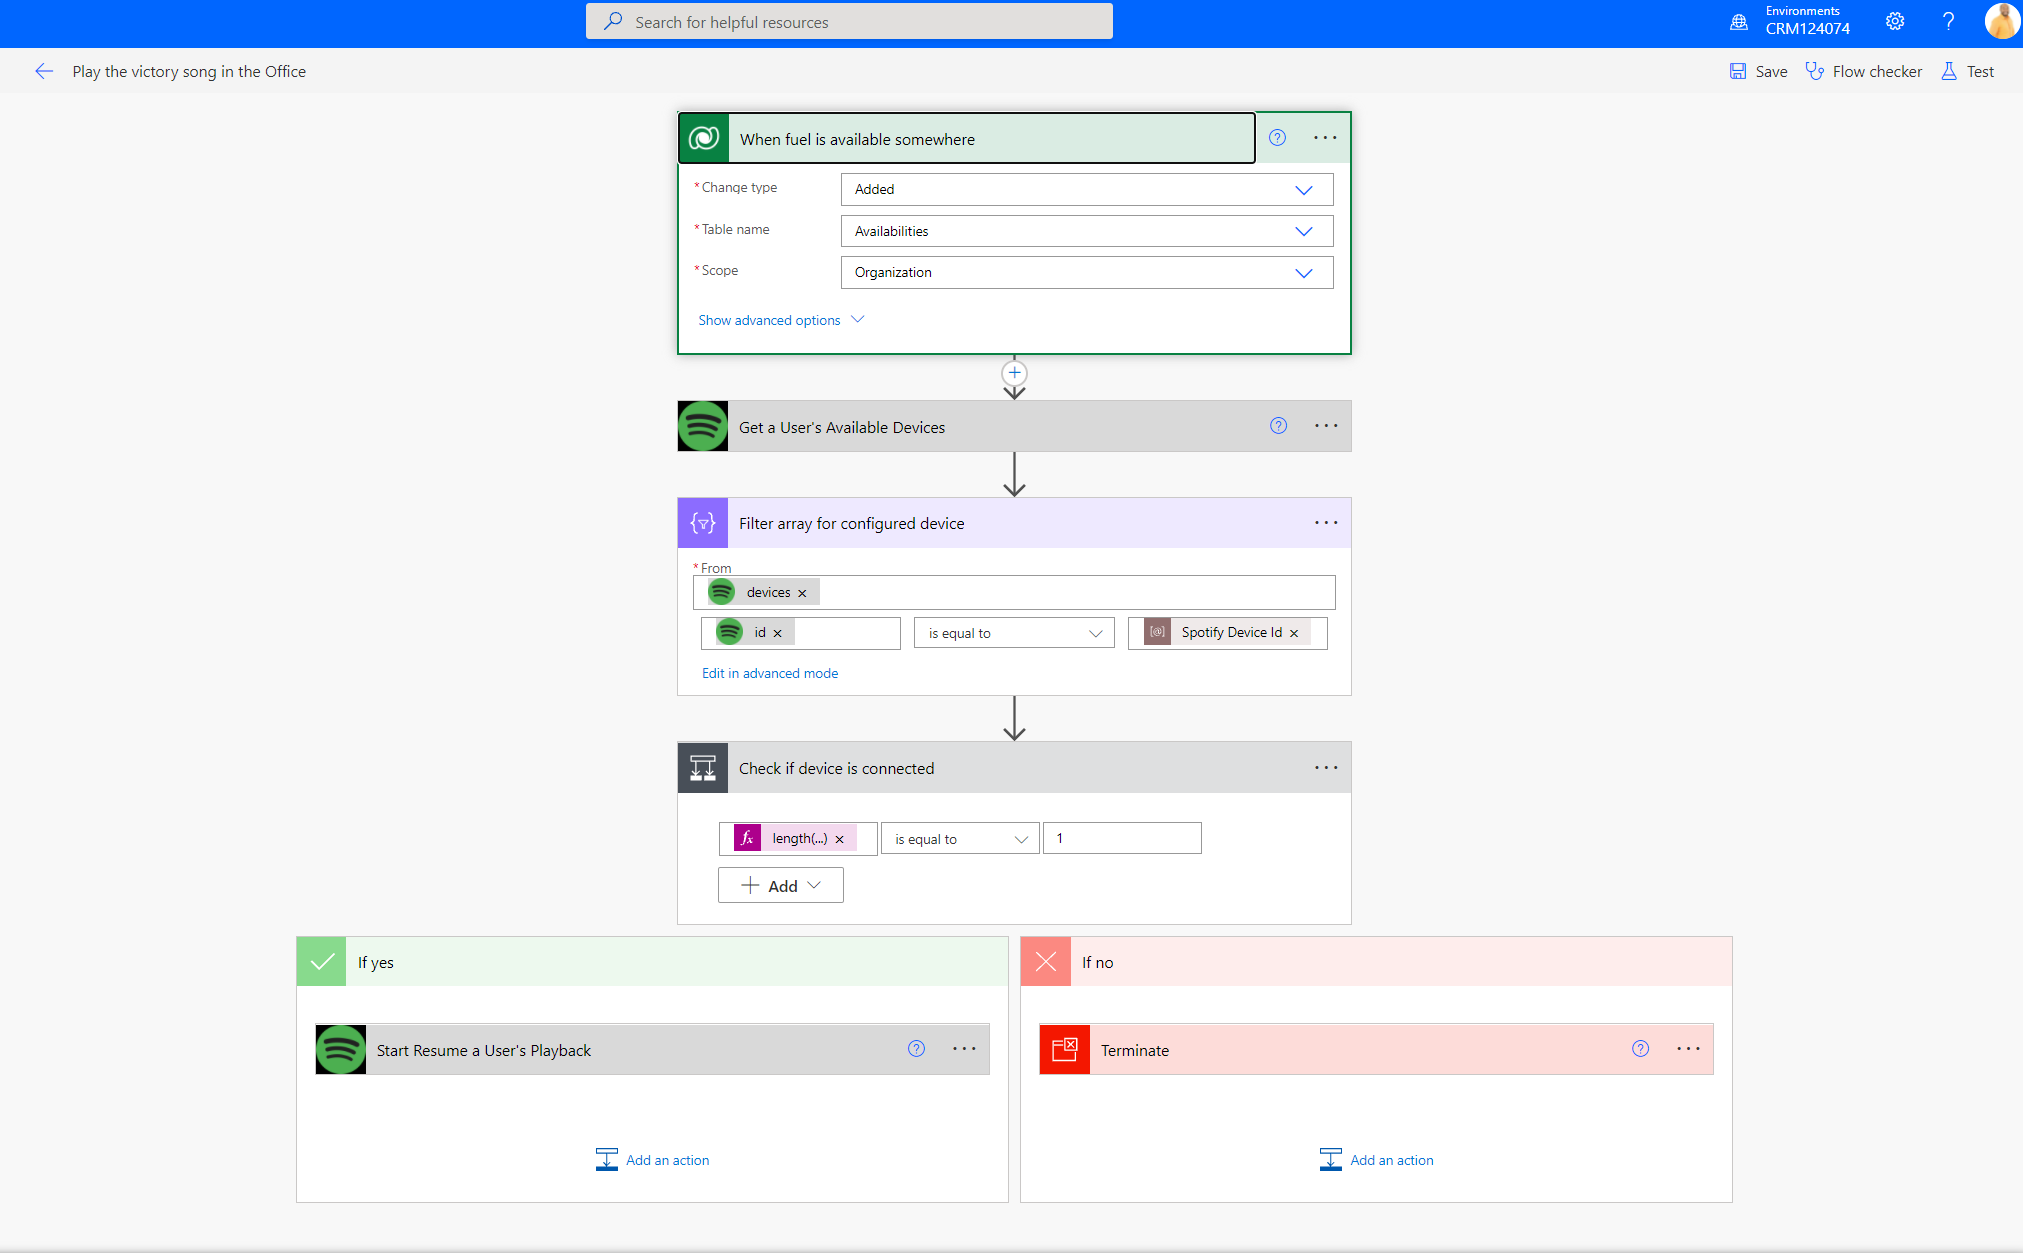 Search for helpful resources
Environments
CRM124074
Play the victory song in the Office
Save
Flow checker
Test
When fuel is available somewhere
* Change type
Added
* Table name
Availabilities
* Scope
Organization
Show advanced options
Get a User's Available Devices
Filter array for configured device
* From
devices ×
id × is equal to [@] Spotify Device Id ×
Edit in advanced mode
Check if device is connected
fx length(...) × is equal to 1
+ Add
If yes
If no
Start Resume a User's Playback
Terminate
Add an action
Add an action